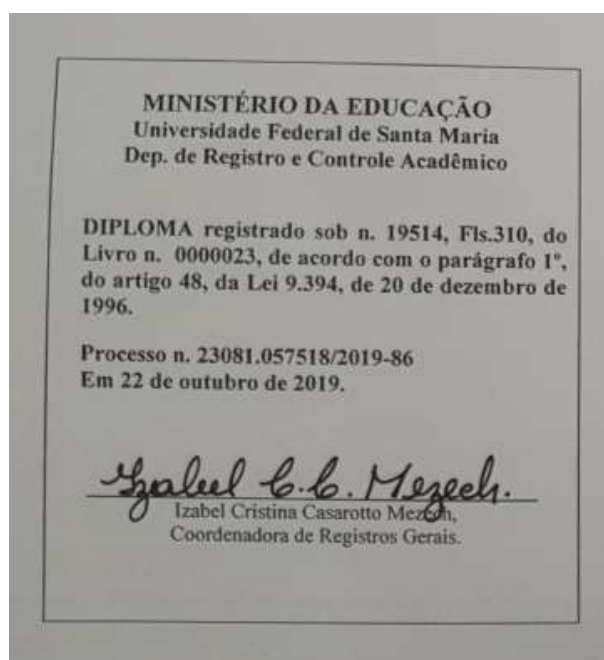 MINISTÉRIO DA EDUCAÇÃO
Universidade Federal de Santa Maria
Dep. de Registro e Controle Acadêmico
DIPLOMA registrado sob n. 19514, Fls.310, do
Livro n. 0000023, de acordo com o parágrafo 1º,
do artigo 48, da Lei 9.394, de 20 de dezembro de
1996.
Processo n. 23081.057518/2019-86
Em 22 de outubro de 2019.
Izabel C.C. Mezech.
Izabel Cristina Casarotto Mezech,
Coordenadora de Registros Gerais.